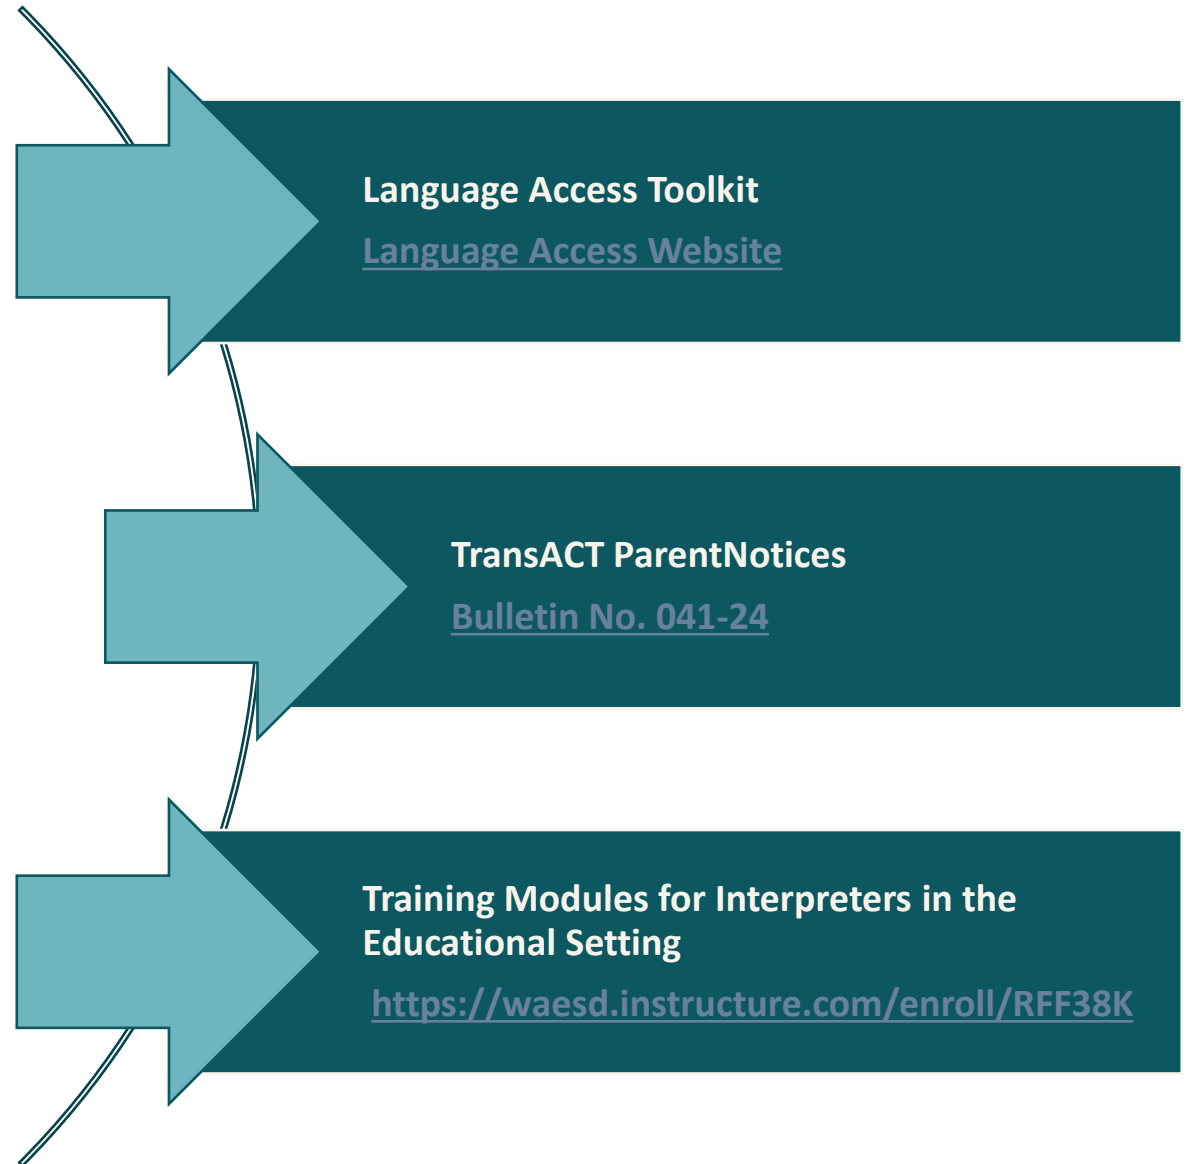 Language Access Toolkit
Language Access Website
TransACT ParentNotices
Bulletin No. 041-24
Training Modules for Interpreters in the
Educational Setting
https://waesd.instructure.com/enroll/RFF38K